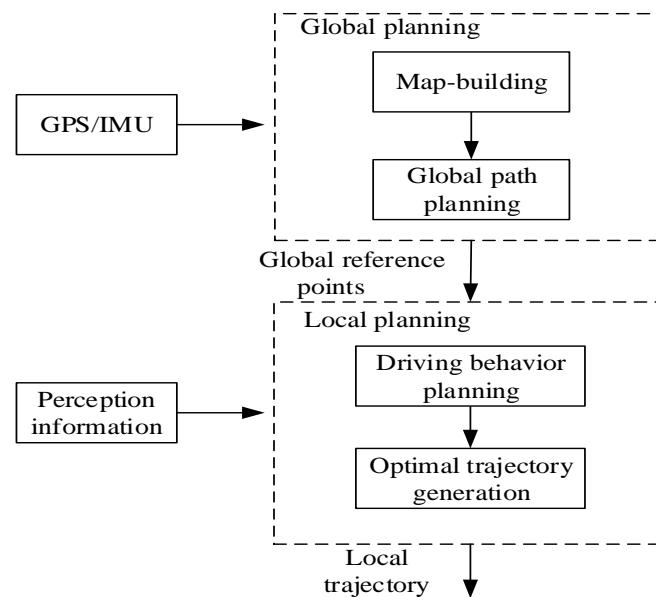 Global planning
Map-building
GPS/IMU
Global path
planning
Global reference
points
Local planning
Driving behavior
planning
Perception
information
Optimal trajectory
generation
Local
trajectory